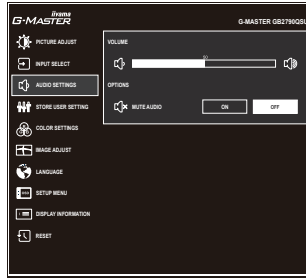 iiyama
G-MASTER
G-MASTER GB2790QSU
PICTURE ADJUST
INPUT SELECT
AUDIO SETTINGS
STORE USER SETTING
COLOR SETTINGS
IMAGE ADJUST
LANGUAGE
SETUP MENU
DISPLAY INFORMATION
RESET
VOLUME
50
OPTIONS
MUTE AUDIO ON OFF